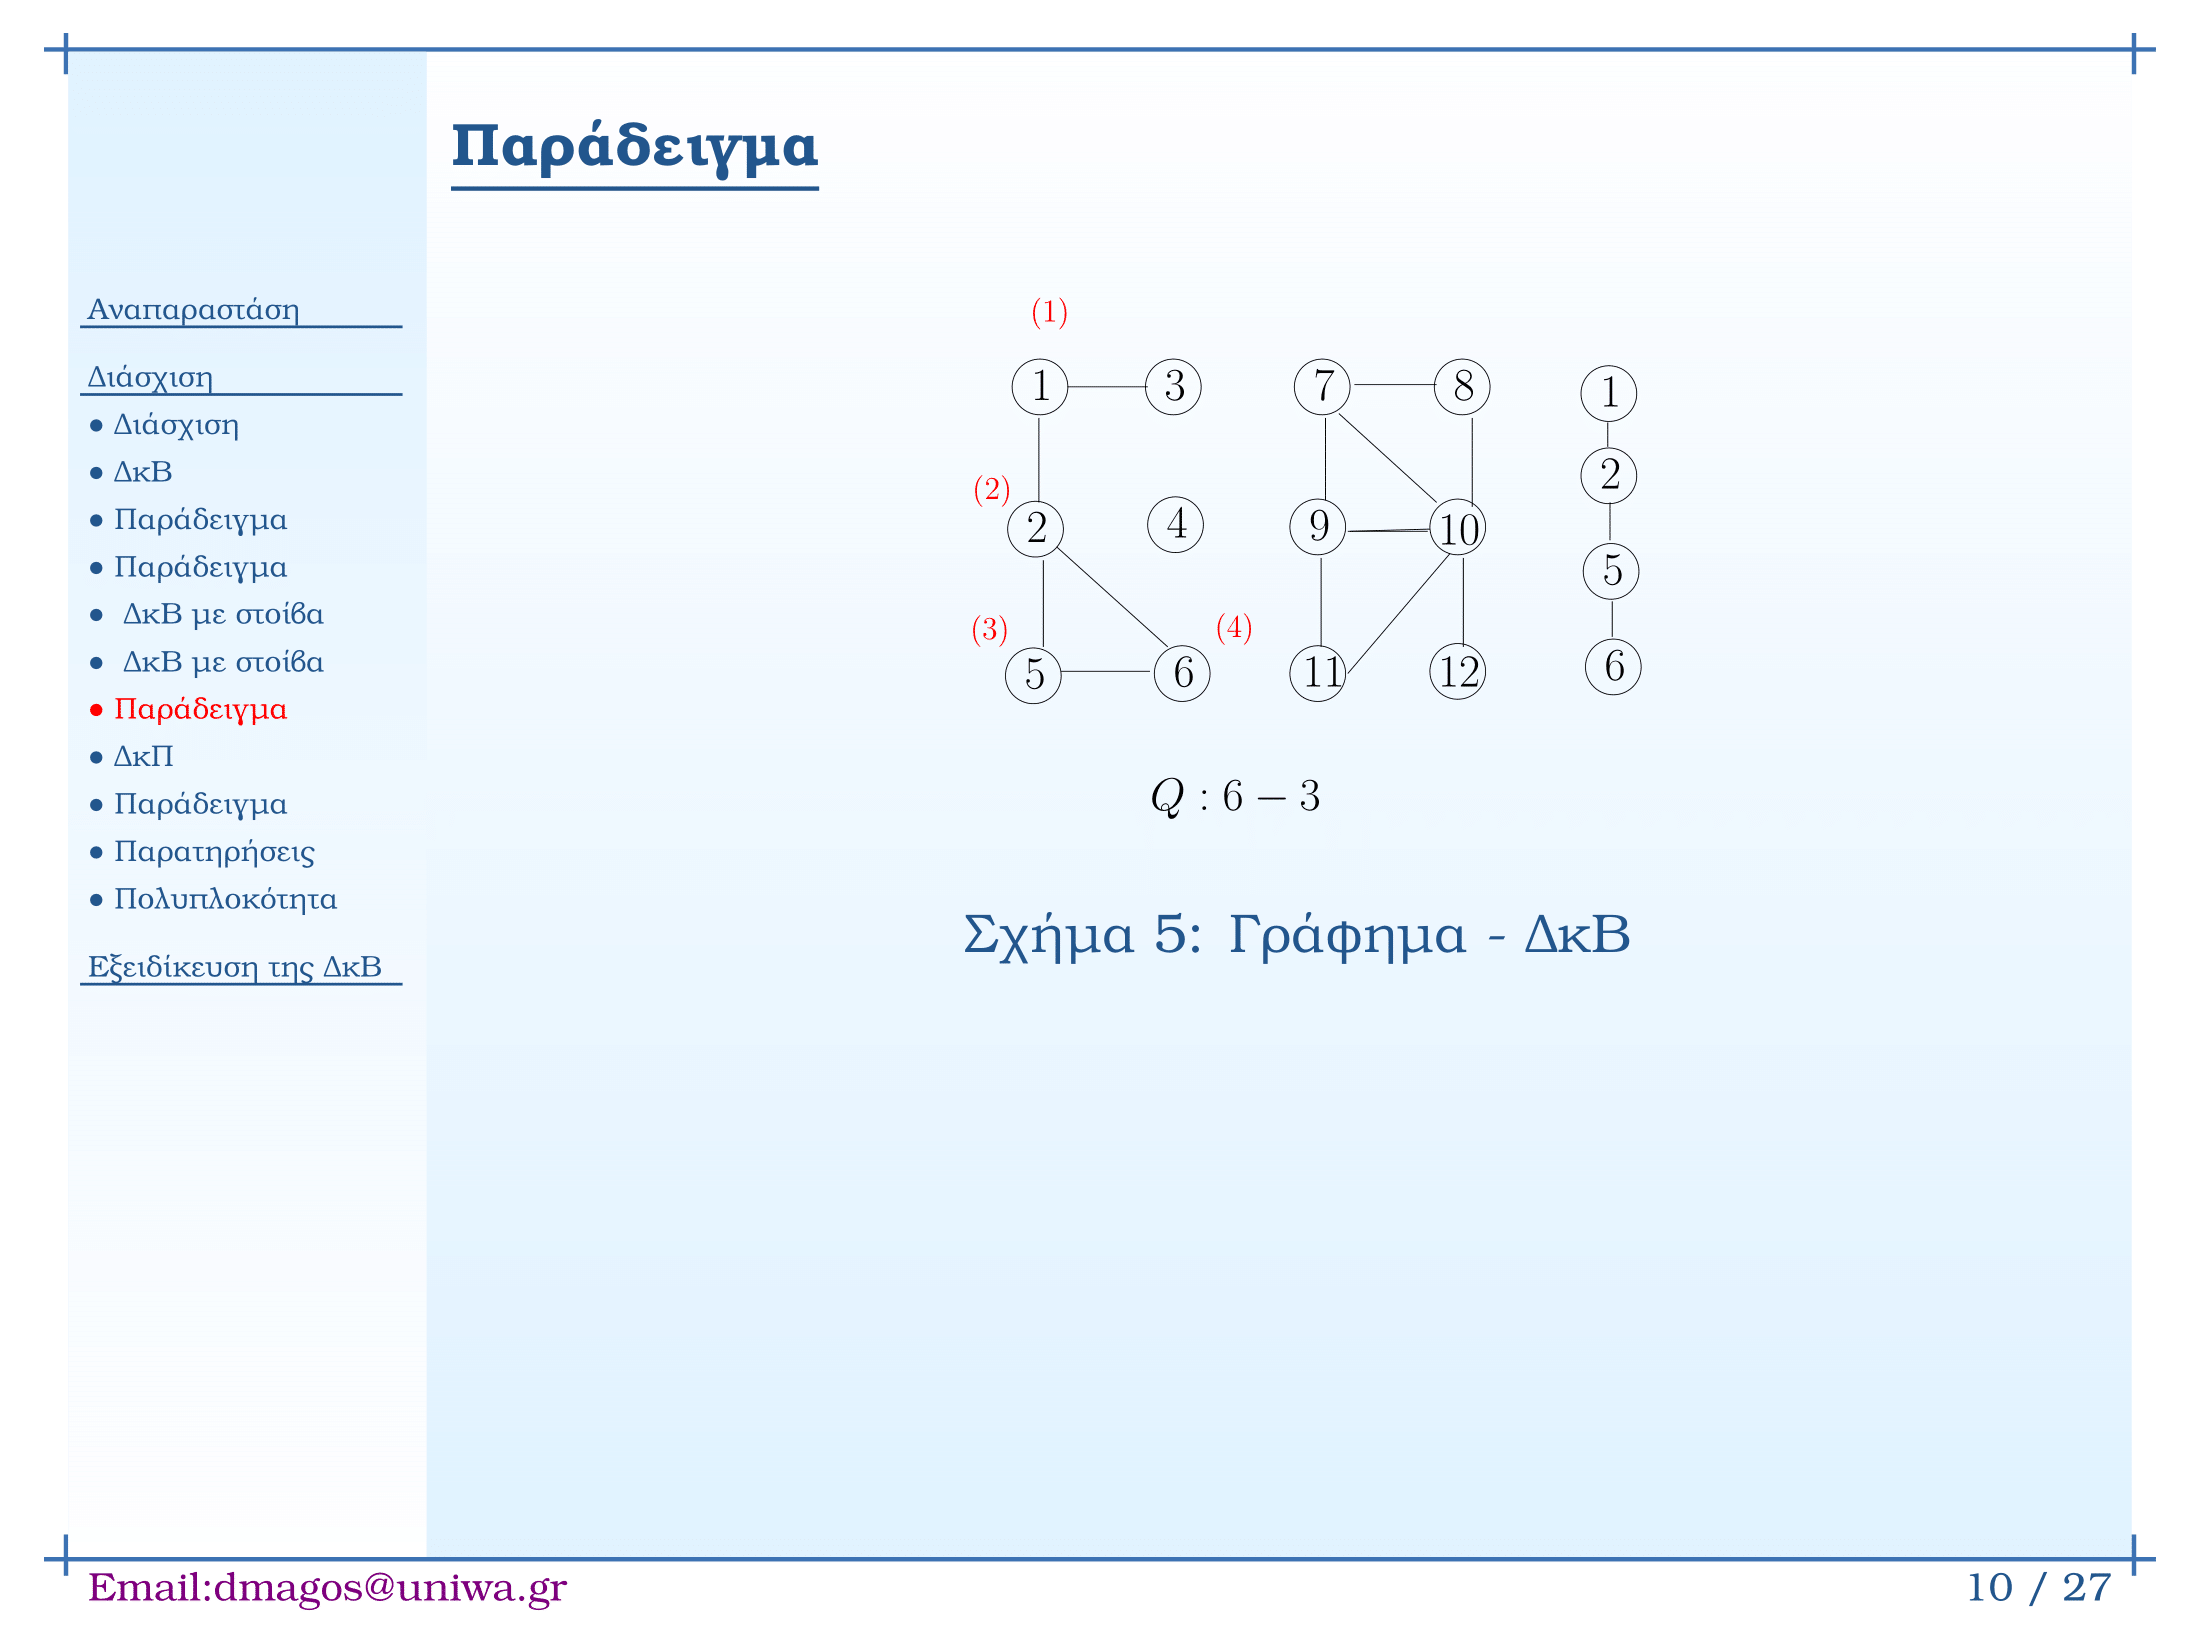 Παράδειγμα
Αναπαραστάση
Διάσχιση
• Διάσχιση
• ΔκΒ
• Παράδειγμα
• Παράδειγμα
• ΔκΒ με στοίβα
• ΔκΒ με στοίβα
• Παράδειγμα
• ΔκΠ
• Παράδειγμα
• Παρατηρήσεις
• Πολυπλοκότητα
Εξειδίκευση της ΔκΒ
(1)
1 3 7 8 1
(2)
2 4 9 10 2
5
(3) (4)
5 6 11 12 6
Q : 6 − 3
Σχήμα 5: Γράφημα - ΔκΒ
Email:dmagos@uniwa.gr
10 / 27